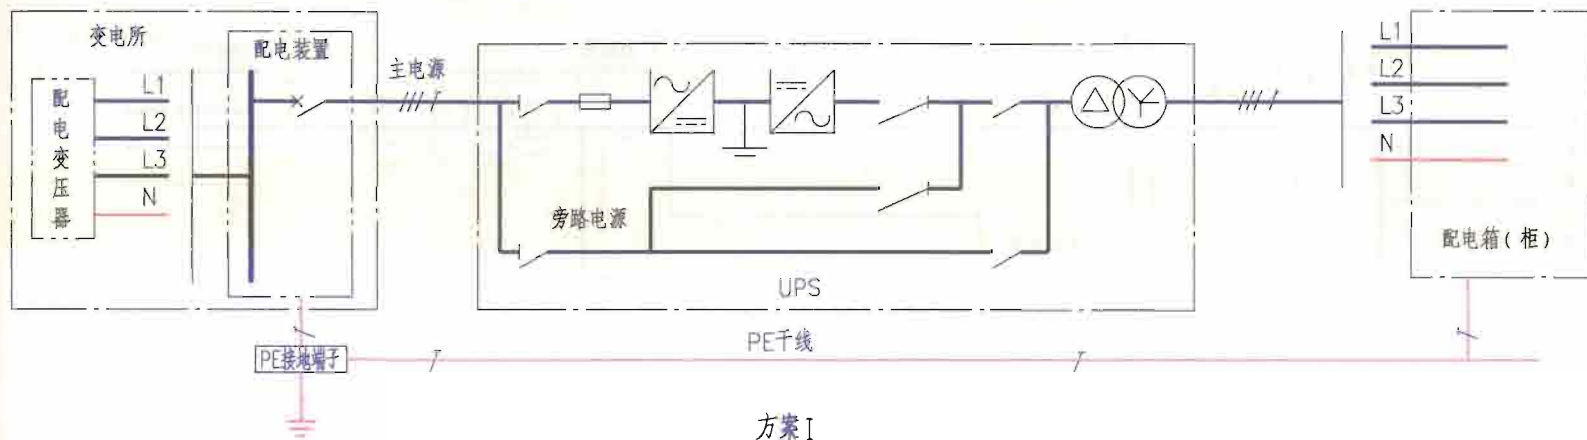 变电所
配电装置
配电变压器
L1
L2
L3
N
主电源
旁路电源
UPS
L1
L2
L3
N
配电箱(柜)
PE接地端子
PE干线
方案I